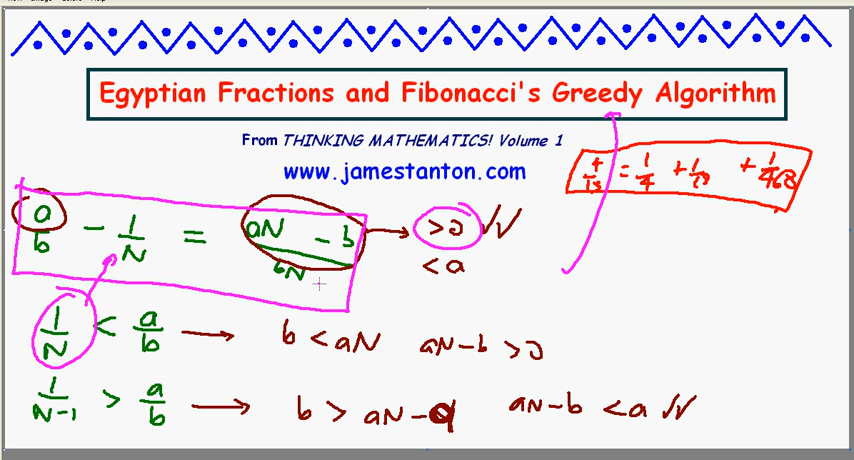 Egyptian Fractions and Fibonacci's Greedy Algorithm
From THINKING MATHEMATICS! Volume 1
www.jamestanton.com
4/13 = 1/4 + 1/18 + 1/468
a/b - 1/N = aN - b / bN → >0 ✓✓
<a
1/N < a/b → b < aN aN-b >0
1/N-1 > a/b → b > aN-a aN-b <a ✓✓